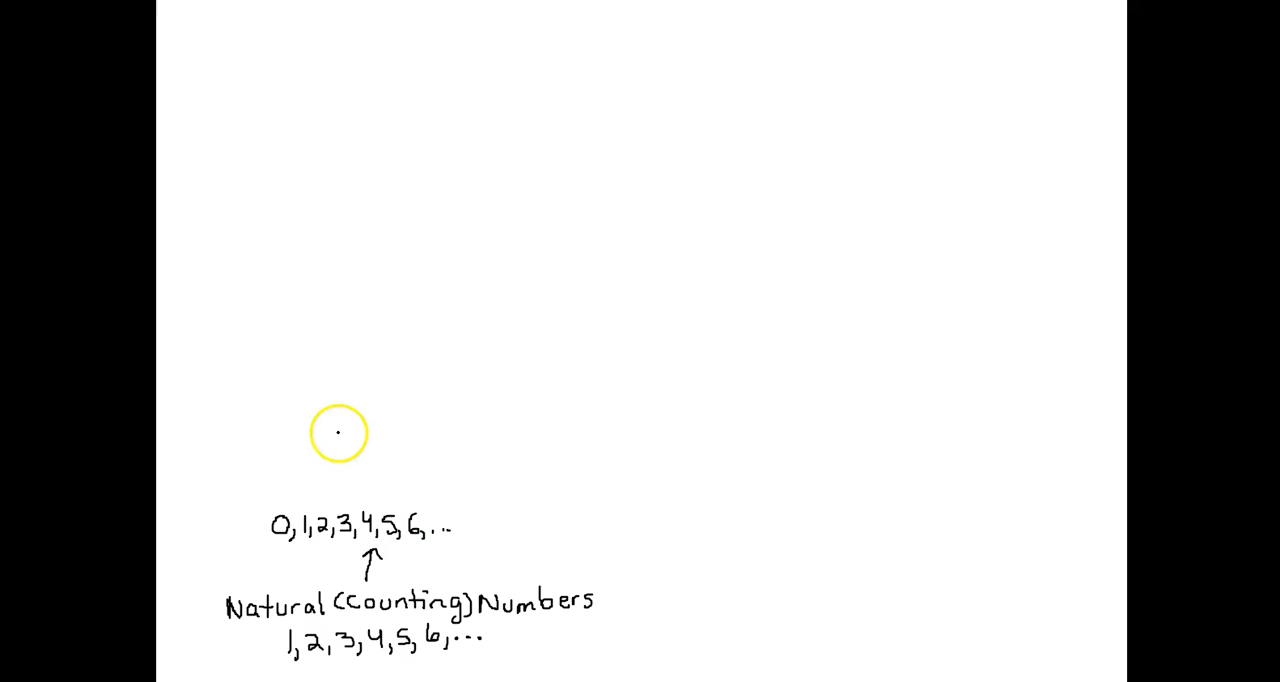 0, 1, 2, 3, 4, 5, 6, ...
Natural (Counting) Numbers
1, 2, 3, 4, 5, 6, ...